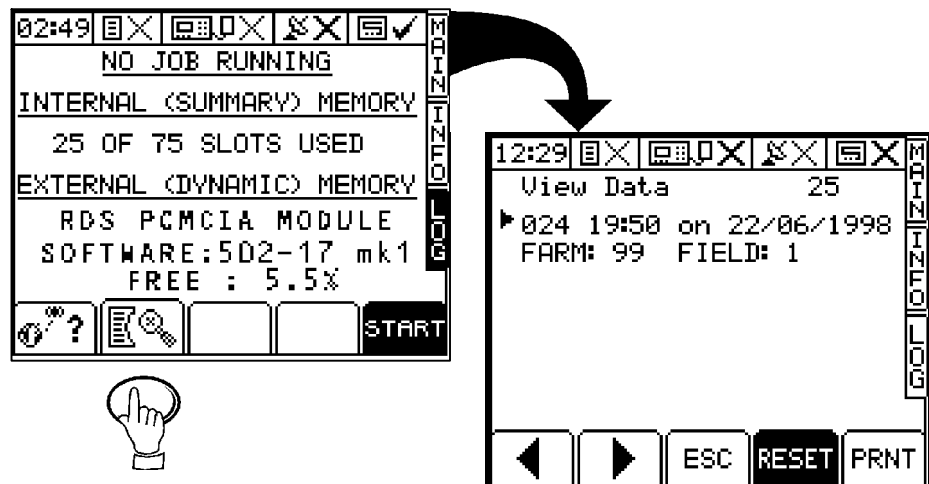 02:49
NO JOB RUNNING
INTERNAL (SUMMARY) MEMORY
25 OF 75 SLOTS USED
EXTERNAL (DYNAMIC) MEMORY
RDS PCMCIA MODULE
SOFTWARE:5D2-17 mk1
FREE : 5.5%
? START
MAIN
INFO
LOG
12:29
View Data 25
024 19:50 on 22/06/1998
FARM: 99 FIELD: 1
ESC RESET PRNT
MAIN
INFO
LOG